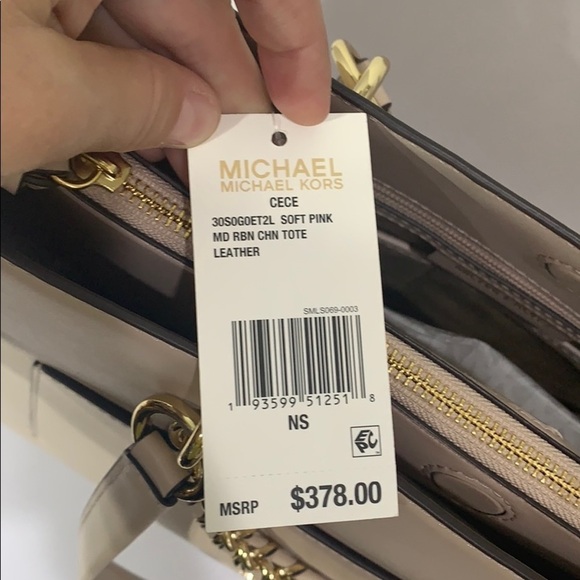 MICHAEL
MICHAEL KORS
CECE
30S0G0ET2L SOFT PINK
MD RBN CHN TOTE
LEATHER
SMLS069-0003
1 93599 51251 8
NS
EPC
MSRP $378.00